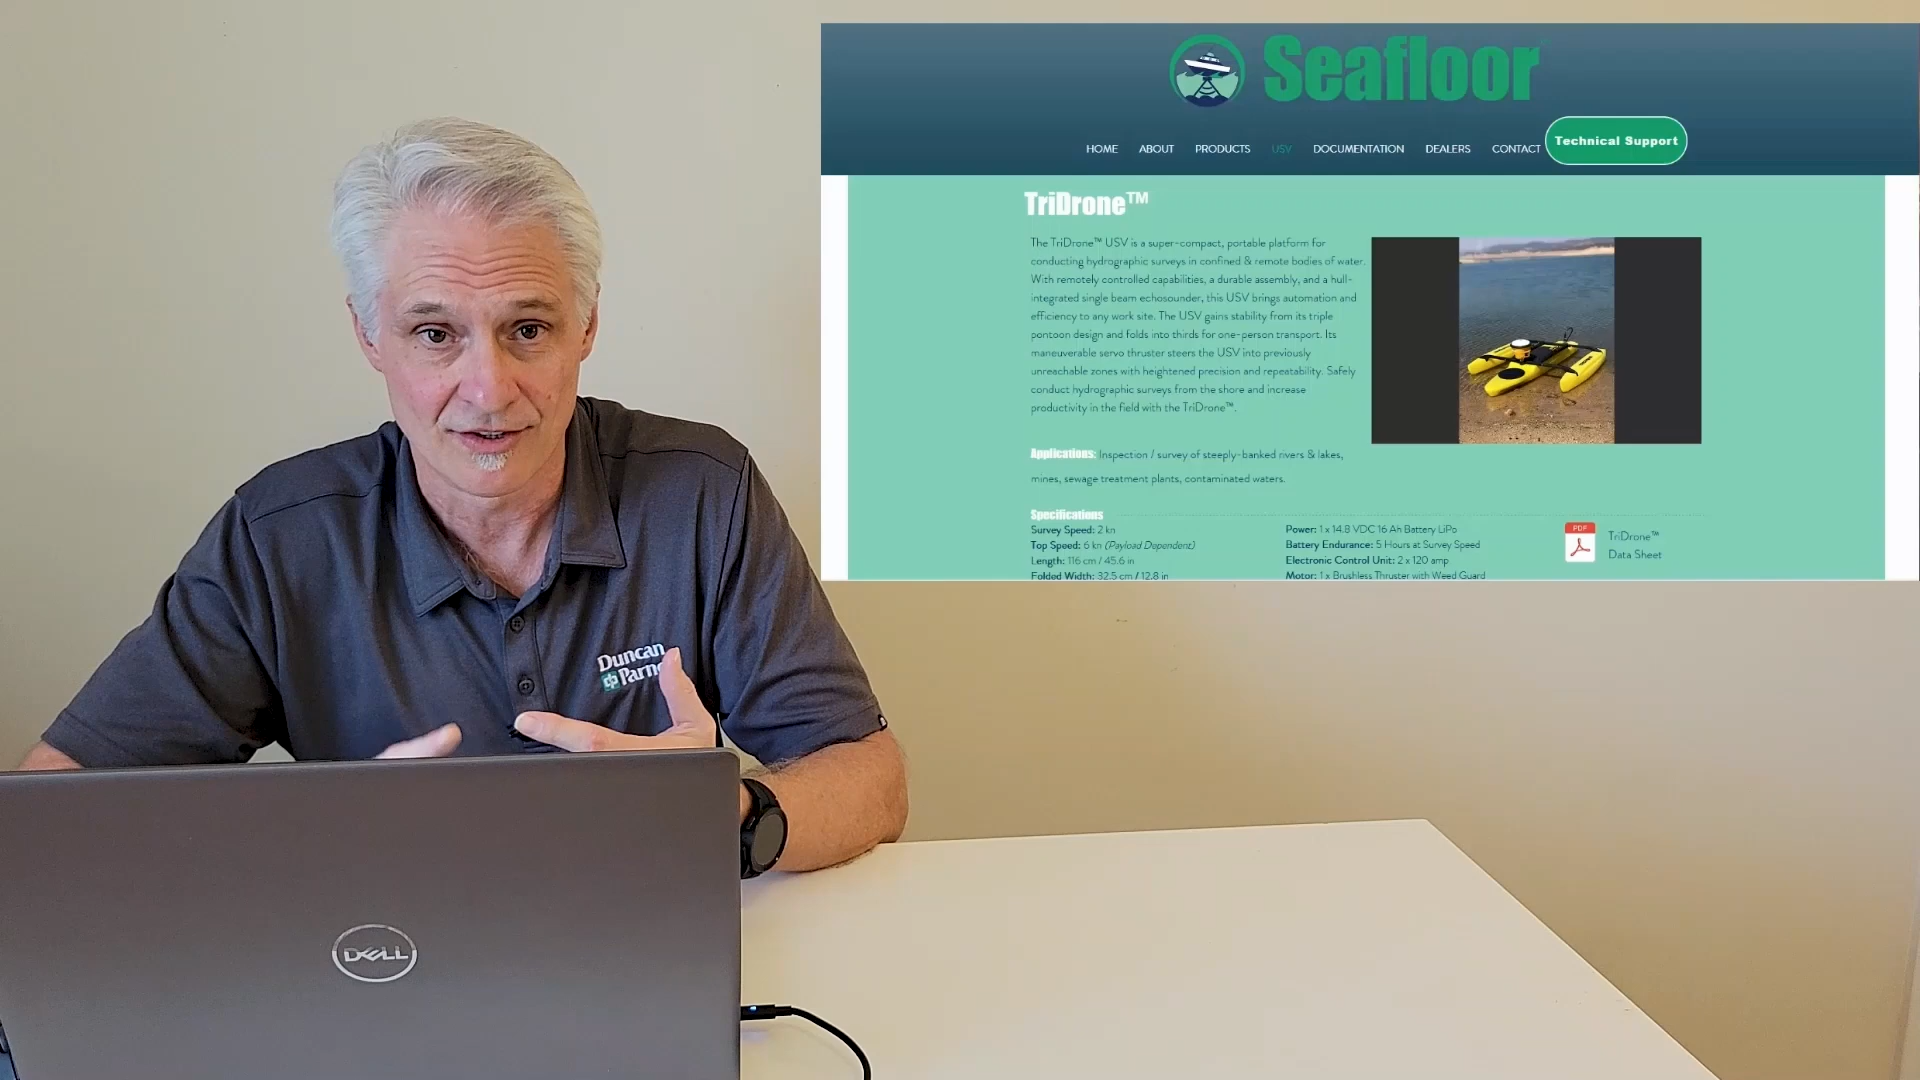 Seafloor
HOME ABOUT PRODUCTS USV DOCUMENTATION DEALERS CONTACT Technical Support
TriDrone™
The TriDrone™ USV is a super-compact, portable platform for
conducting hydrographic surveys in confined & remote bodies of water.
With remotely controlled capabilities, a durable assembly, and a hull-
integrated single beam echosounder, this USV brings automation and
efficiency to any work site. The USV gains stability from its triple
pontoon design and folds into thirds for one-person transport. Its
maneuverable servo thruster steers the USV into previously
unreachable zones with heightened precision and repeatability. Safely
conduct hydrographic surveys from the shore and increase
productivity in the field with the TriDrone™.
Applications: Inspection / survey of steeply-banked rivers & lakes,
mines, sewage treatment plants, contaminated waters.
Specifications
Survey Speed: 2 kn
Top Speed: 6 kn (Payload Dependent)
Length: 116 cm / 45.6 in
Folded Width: 32.5 cm / 12.8 in
Power: 1 x 14.8 VDC 16 Ah Battery LiPo
Battery Endurance: 5 Hours at Survey Speed
Electronic Control Unit: 2 x 120 amp
Motor: 1 x Brushless Thruster with Weed Guard
PDF
TriDrone™
Data Sheet
Duncan
dp Parn
DELL